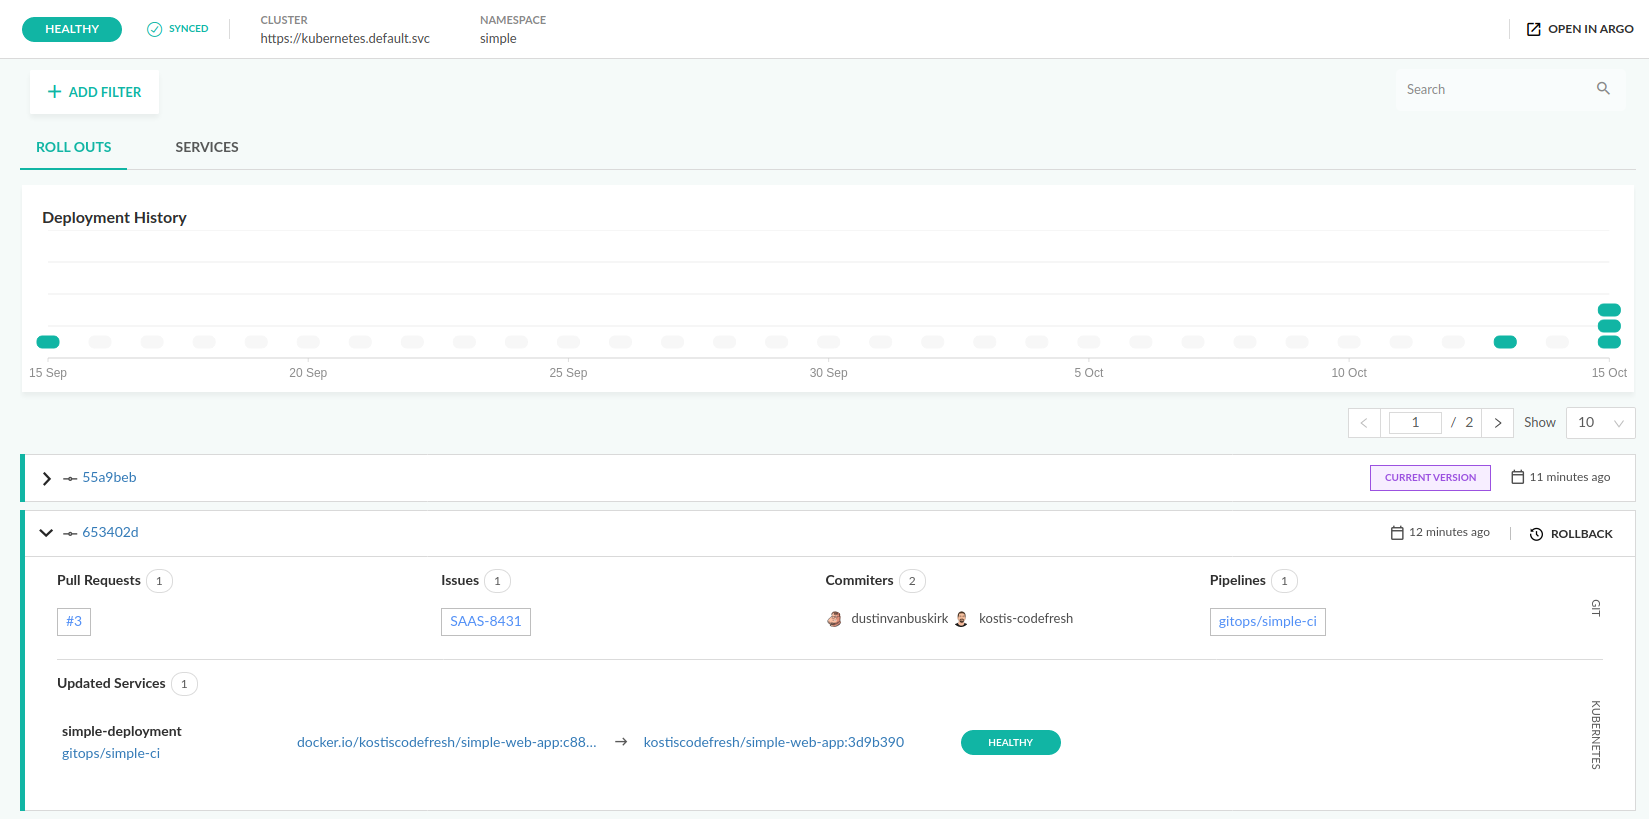 HEALTHY
SYNCED
CLUSTER
https://kubernetes.default.svc
NAMESPACE
simple
OPEN IN ARGO
ADD FILTER
Search
ROLL OUTS
SERVICES
Deployment History
15 Sep 20 Sep 25 Sep 30 Sep 5 Oct 10 Oct 15 Oct
1 / 2 Show 10
55a9beb
CURRENT VERSION
11 minutes ago
653402d
12 minutes ago
ROLLBACK
Pull Requests 1
#3
Issues 1
SAAS-8431
Commiters 2
dustinvanbuskirk kostis-codefresh
Pipelines 1
gitops/simple-ci
GIT
Updated Services 1
simple-deployment
gitops/simple-ci
docker.io/kostiscodefresh/simple-web-app:c88... → kostiscodefresh/simple-web-app:3d9b390
HEALTHY
KUBERNETES